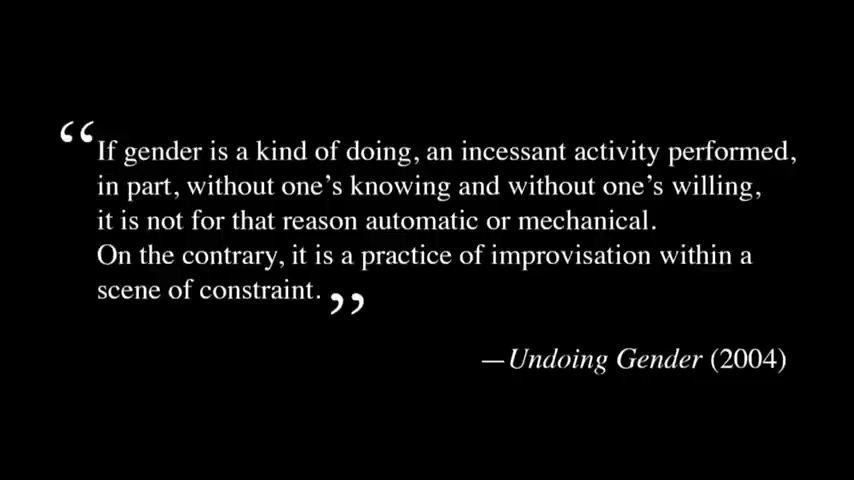 “If gender is a kind of doing, an incessant activity performed,
in part, without one’s knowing and without one’s willing,
it is not for that reason automatic or mechanical.
On the contrary, it is a practice of improvisation within a
scene of constraint.”
—Undoing Gender (2004)